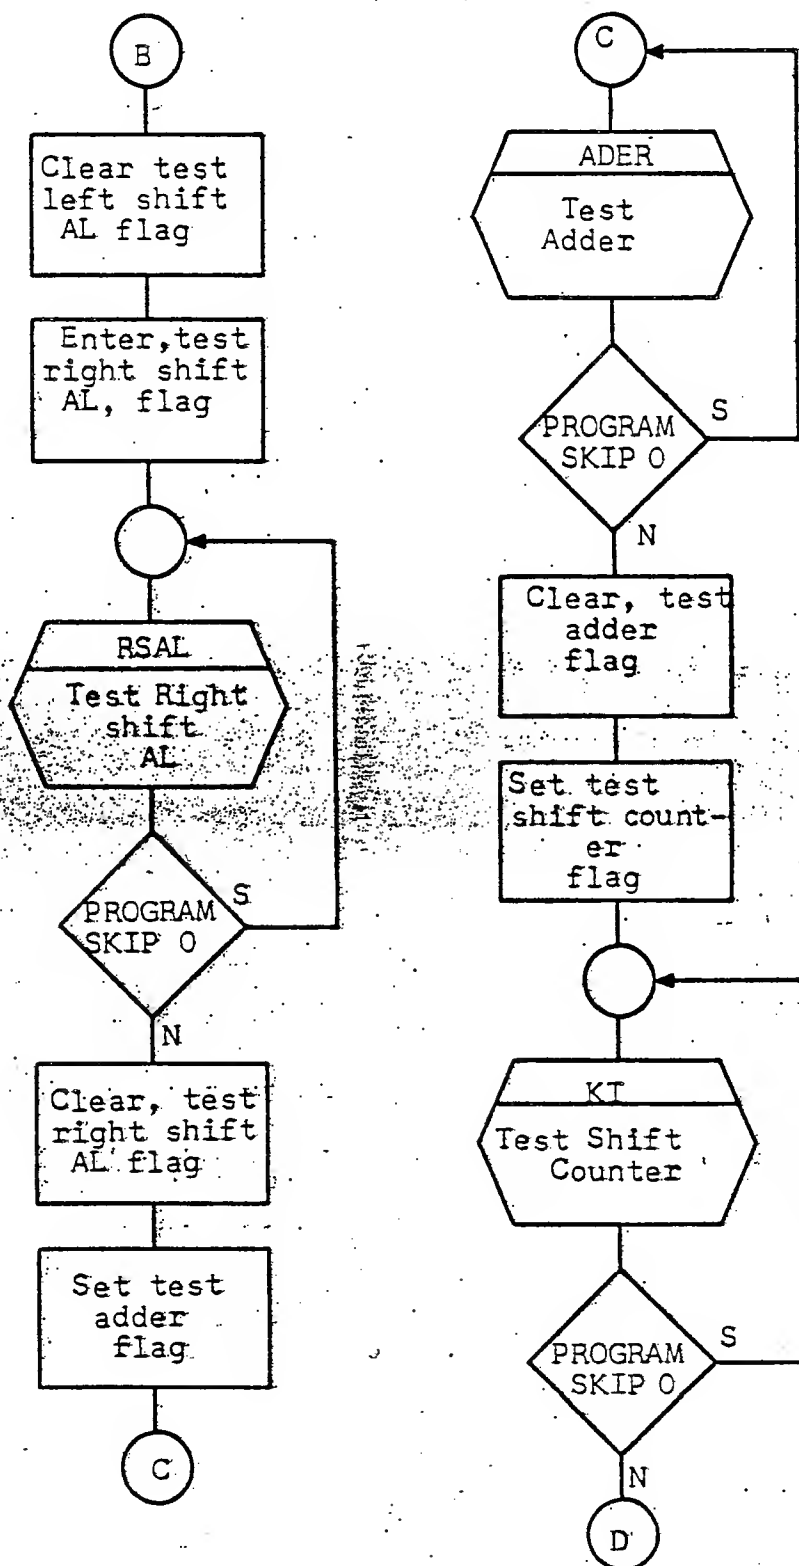 B
Clear test
left shift
AL flag
Enter, test
right shift
AL, flag
RSAL
Test Right
shift
AL
PROGRAM
SKIP 0
S
N
Clear, test
right shift
AL flag
Set test
adder
flag
C
C
ADER
Test
Adder
PROGRAM
SKIP 0
S
N
Clear, test
adder
flag
Set test
shift count-
er
flag
KT
Test Shift
Counter
PROGRAM
SKIP 0
S
N
D